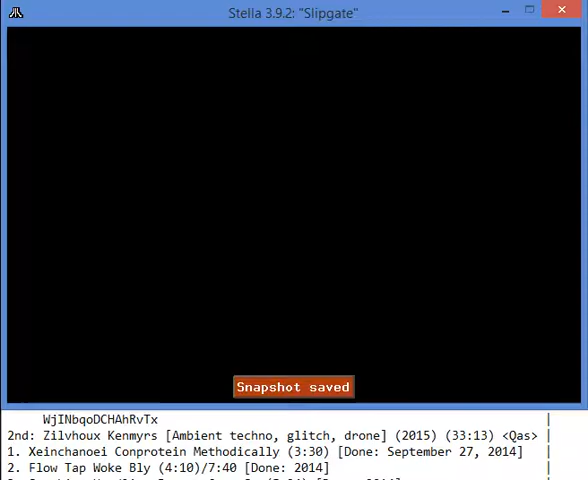 Stella 3.9.2: "Slipgate"
Snapshot saved
WjINbqoDCHAhRvTx
2nd: Zilvhoux Kenmyrs [Ambient techno, glitch, drone] (2015) (33:13) <Qas>
1. Xeinchanoei Conprotein Methodically (3:30) [Done: September 27, 2014]
2. Flow Tap Woke Bly (4:10)/7:40 [Done: 2014]